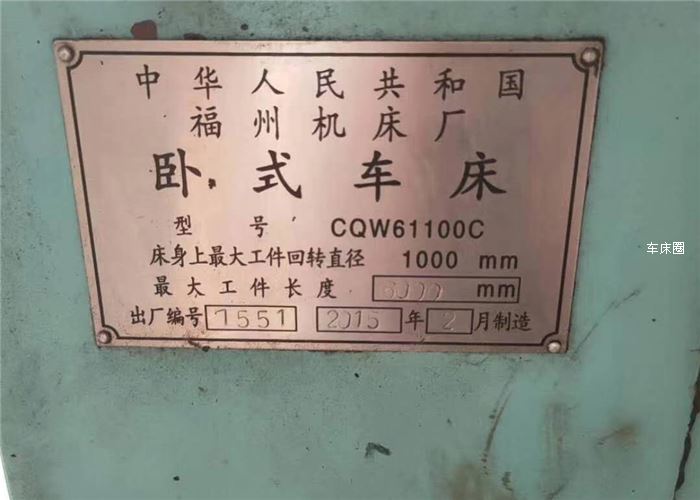 中华人民共和国
福州机床厂
卧式车床
型号 CQW61100C
床身上最大工件回转直径 1000 mm
最大工件长度 mm
出厂编号 1551 2015 年 2 月制造
车床圈